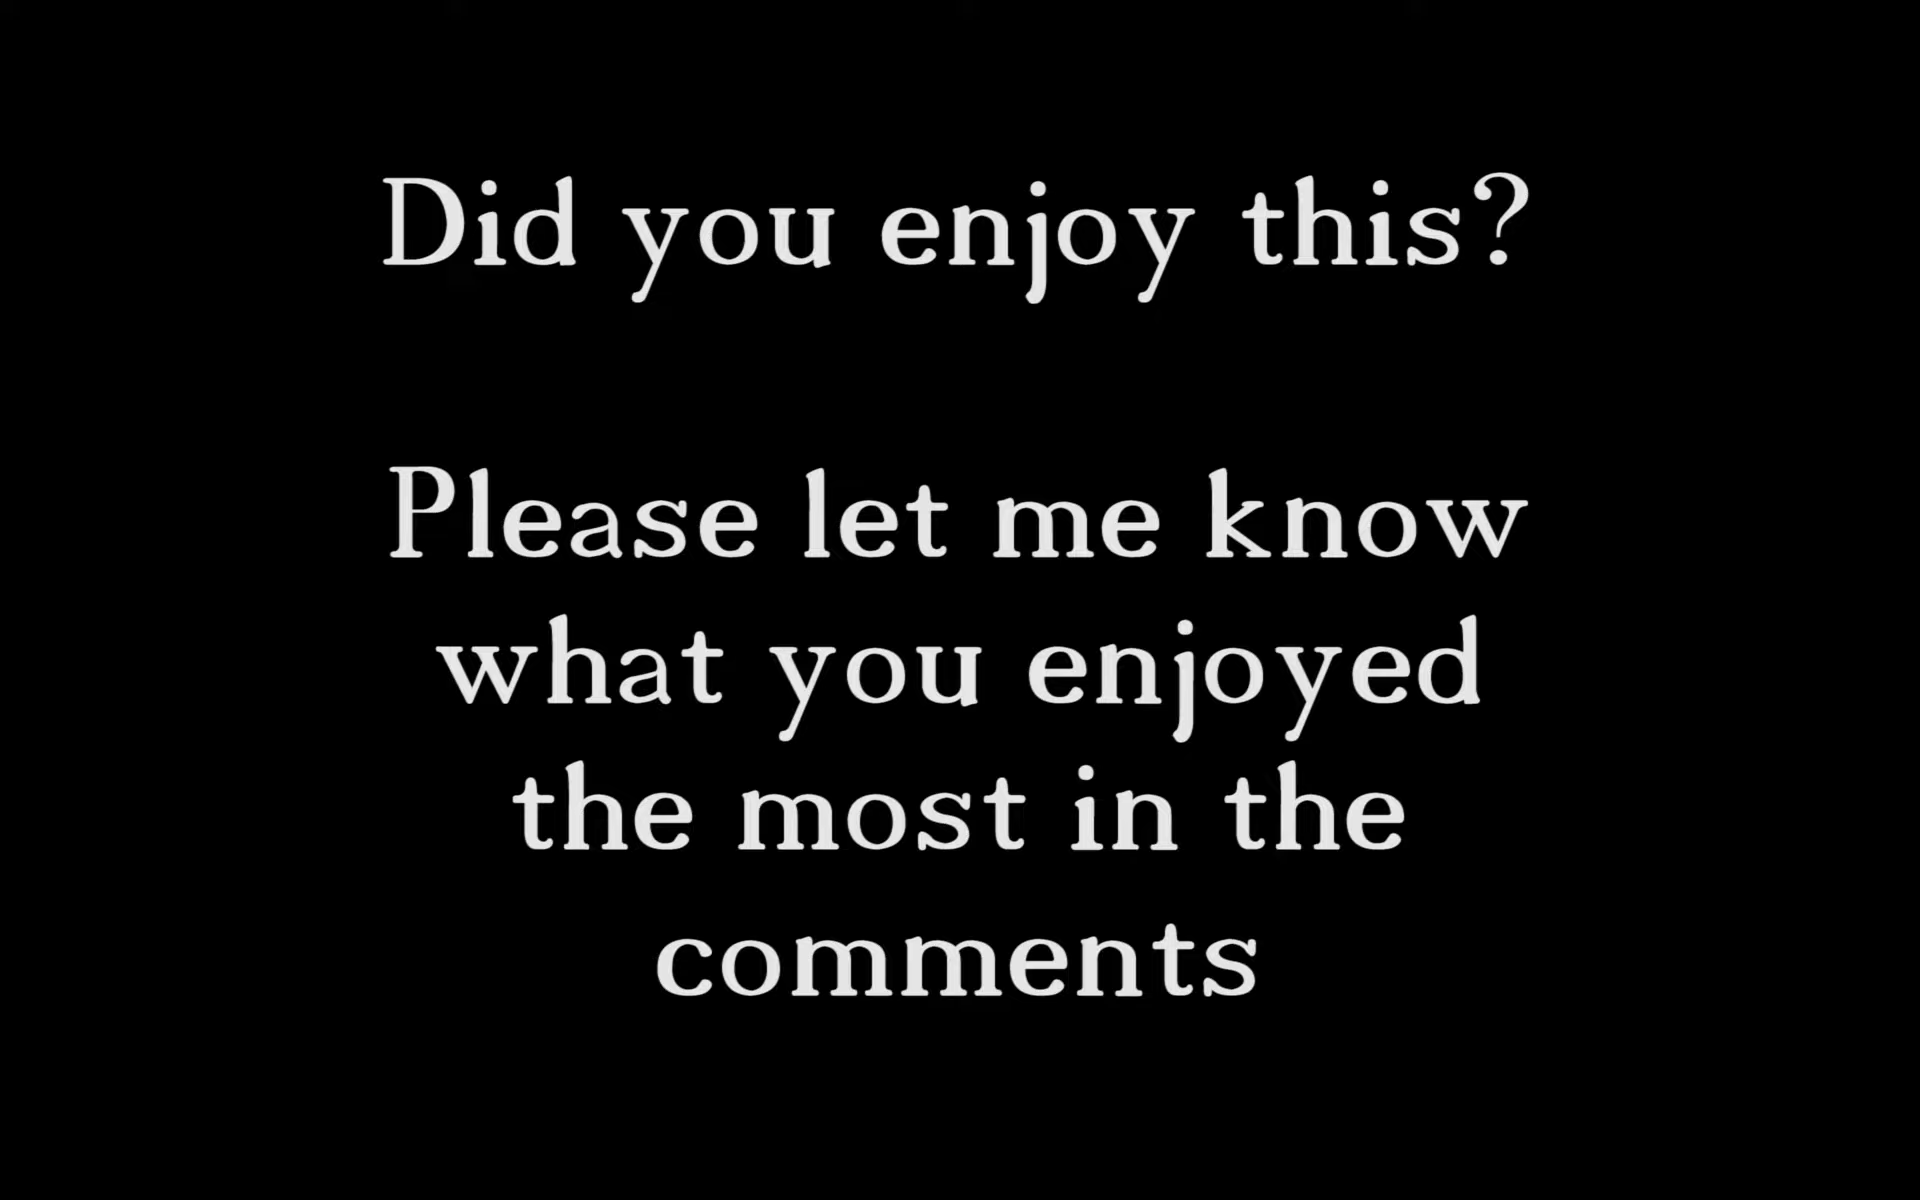 Did you enjoy this?
Please let me know
what you enjoyed
the most in the
comments